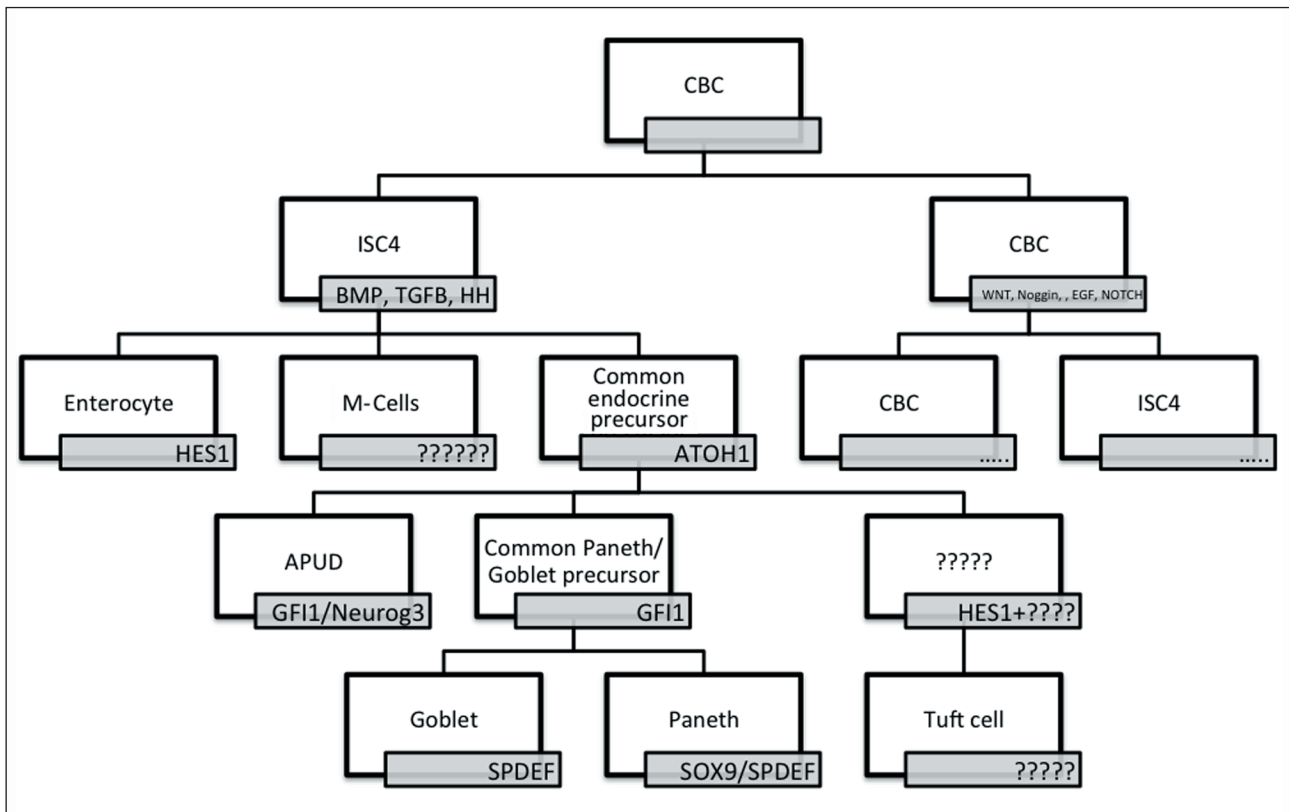 CBC
ISC4
BMP, TGFB, HH
CBC
WNT, Noggin, , EGF, NOTCH
Enterocyte
HES1
M-Cells
??????
Common
endocrine
precursor
ATOH1
CBC
.....
ISC4
.....
APUD
GFI1/Neurog3
Common Paneth/
Goblet precursor
GFI1
?????
HES1+????
Goblet
SPDEF
Paneth
SOX9/SPDEF
Tuft cell
?????